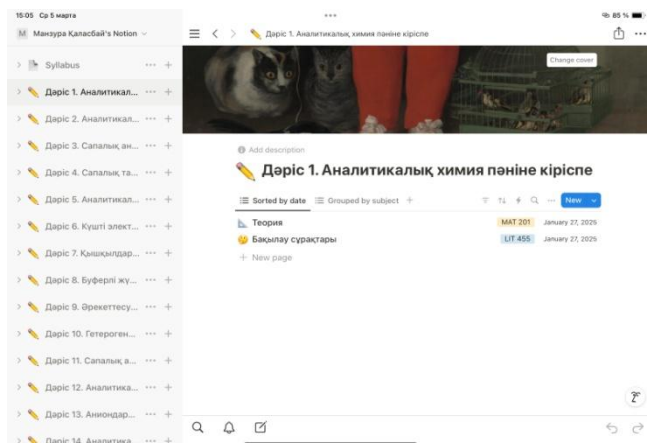 15:05 Ср 5 марта
85 %
М Манзура Қаласбай's Notion
Дәріс 1. Аналитикалық химия пәніне кіріспе
Syllabus
Дәріс 1. Аналитикал...
Дәріс 2. Аналитикал...
Дәріс 3. Сапалық ан...
Дәріс 4. Сапалық та...
Дәріс 5. Аналитикал...
Дәріс 6. Күшті элект...
Дәріс 7. Қышқылдар...
Дәріс 8. Буферлі жү...
Дәріс 9. Әрекеттесу...
Дәріс 10. Гетероген...
Дәріс 11. Сапалық а...
Дәріс 12. Аналитика...
Дәріс 13. Аниондар...
Дәріс 14. Аналитика...
Change cover
Add description
Дәріс 1. Аналитикалық химия пәніне кіріспе
Sorted by date Grouped by subject New
Теория MAT 201 January 27, 2025
Бақылау сұрақтары LIT 455 January 27, 2025
New page